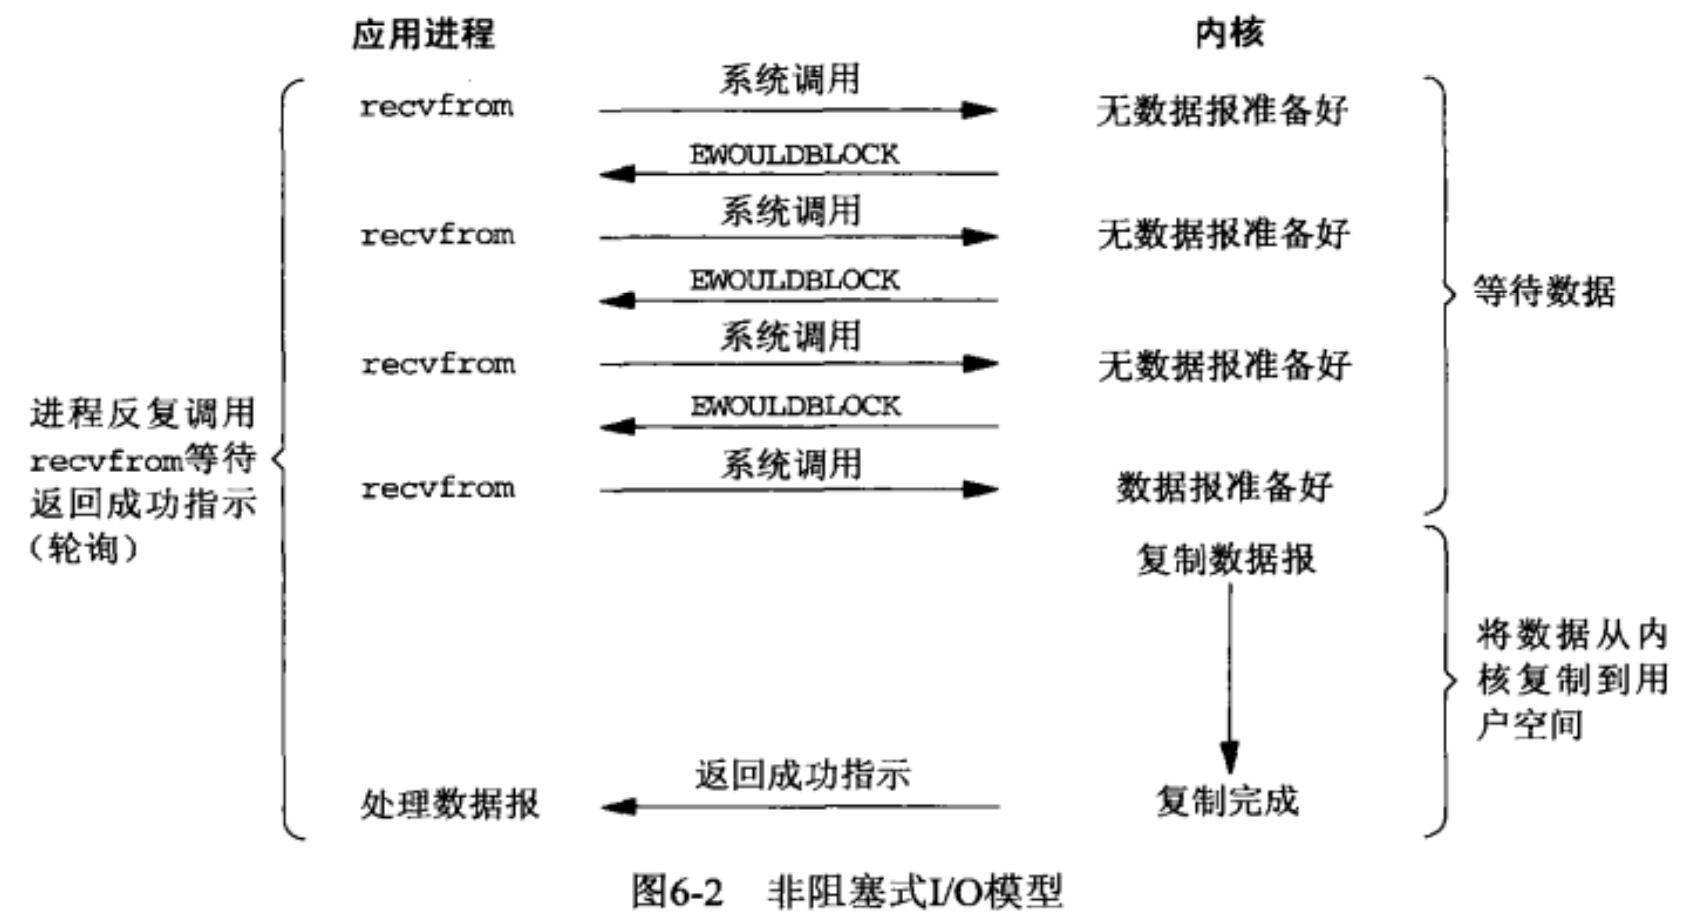 应用进程
内核
系统调用
recvfrom
无数据报准备好
EWOULDBLOCK
系统调用
recvfrom
无数据报准备好
EWOULDBLOCK
等待数据
系统调用
recvfrom
无数据报准备好
EWOULDBLOCK
进程反复调用
recvfrom等待
返回成功指示
（轮询）
系统调用
recvfrom
数据报准备好
复制数据报
将数据从内
核复制到用
户空间
返回成功指示
处理数据报
复制完成
图6-2 非阻塞式I/O模型